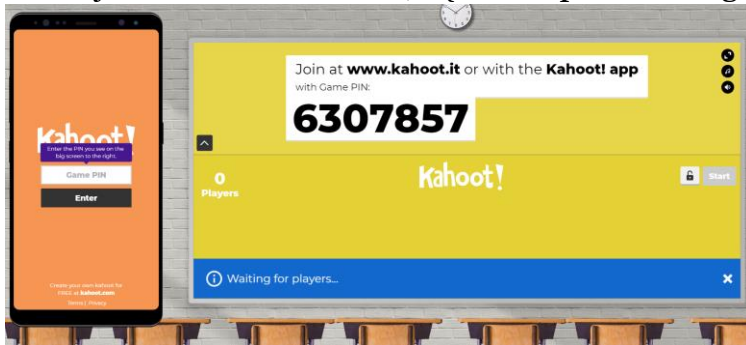 Kahoot!
Enter the PIN you see on the
big screen to the right.
Game PIN
Enter
Create your own kahoot for
FREE at kahoot.com
Terms | Privacy
Join at www.kahoot.it or with the Kahoot! app
with Game PIN:
6307857
0
Players
Kahoot!
Start
Waiting for players...